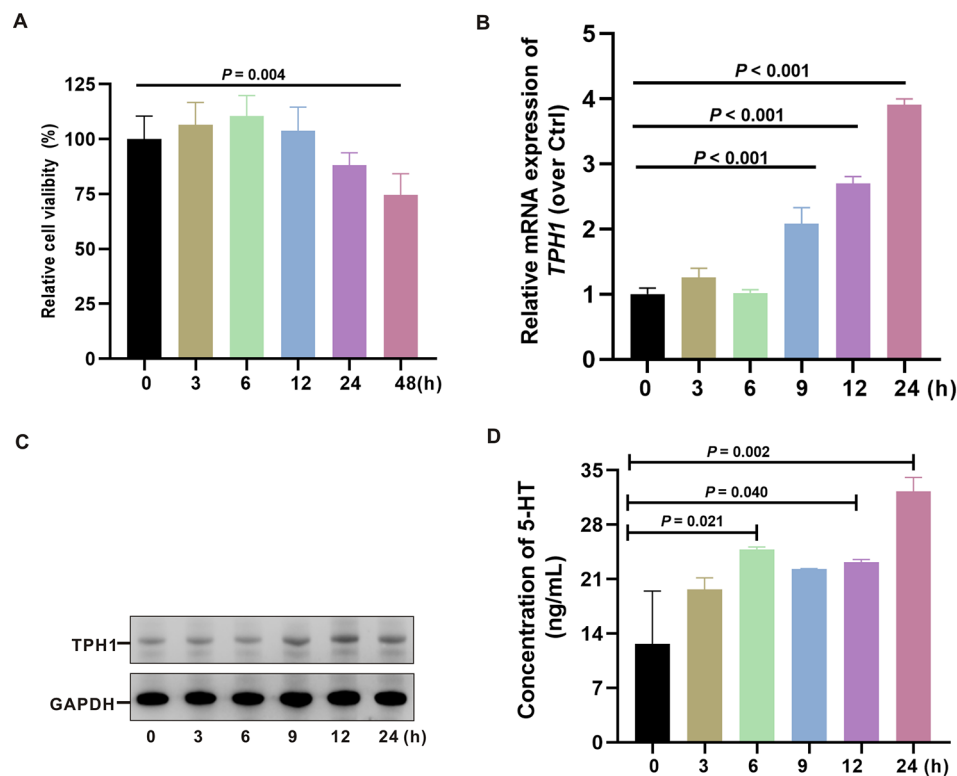 A
P = 0.004
Relative cell vialibity (%)
125
100
75
50
25
0
0 3 6 12 24 48(h)
B
Relative mRNA expression of
TPH1 (over Ctrl)
P < 0.001
P < 0.001
P < 0.001
5
4
3
2
1
0
0 3 6 9 12 24 (h)
C
TPH1
GAPDH
0 3 6 9 12 24 (h)
D
Concentration of 5-HT
(ng/mL)
P = 0.002
P = 0.040
P = 0.021
35
28
21
14
7
0
0 3 6 9 12 24 (h)